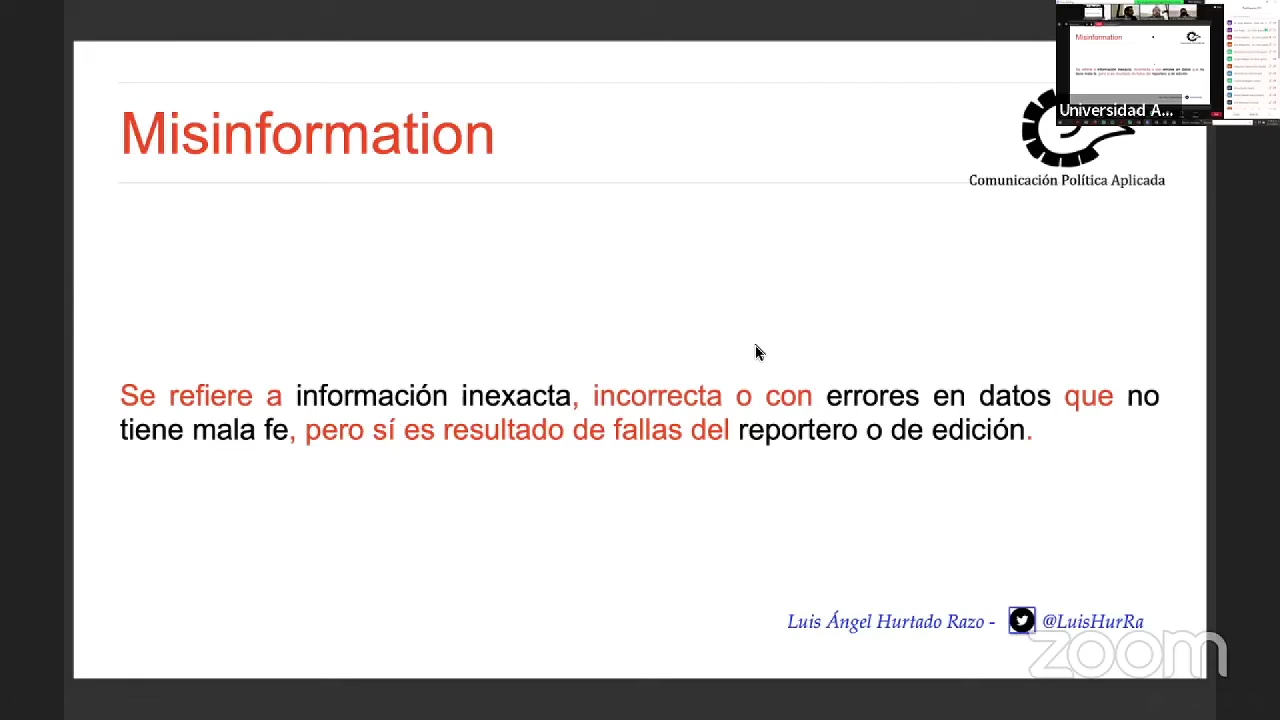 Misinformation
Universidad A...
Comunicación Política Aplicada
Se refiere a información inexacta, incorrecta o con errores en datos que no
tiene mala fe, pero sí es resultado de fallas del reportero o de edición.
Luis Ángel Hurtado Razo - @LuisHurRa
zoom
Misinformation